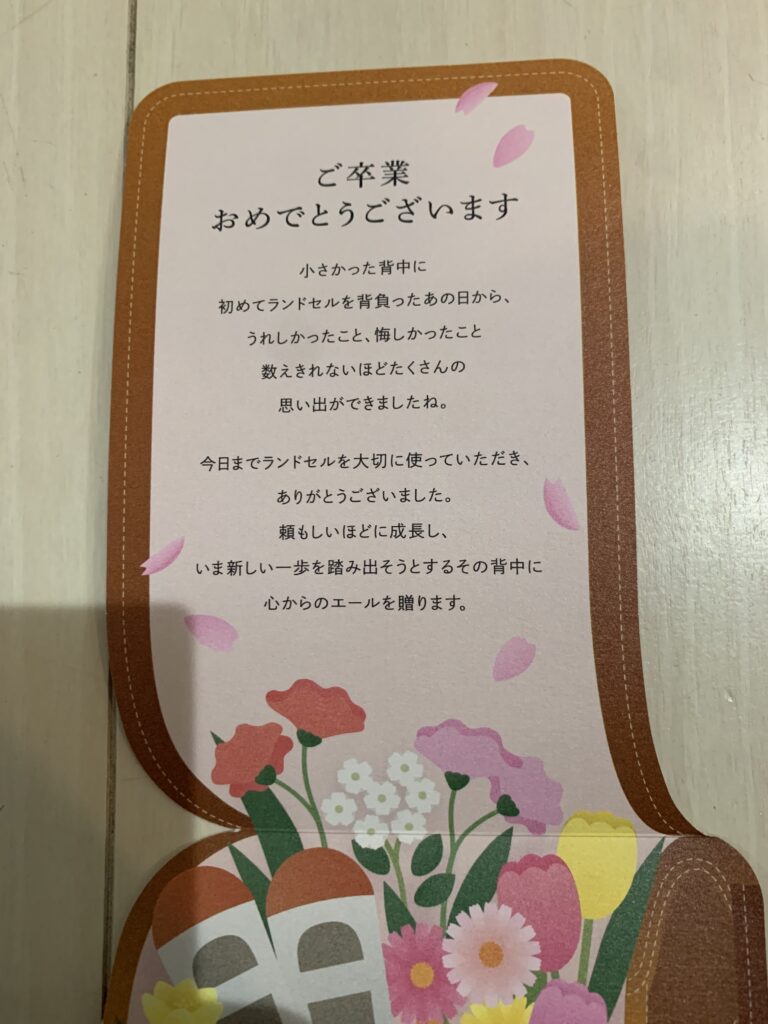 ご卒業
おめでとうございます
小さかった背中に
初めてランドセルを背負ったあの日から、
うれしかったこと、悔しかったこと
数えきれないほどたくさんの
思い出ができましたね。
今日までランドセルを大切に使っていただき、
ありがとうございました。
頼もしいほどに成長し、
いま新しい一歩を踏み出そうとするその背中に
心からのエールを贈ります。